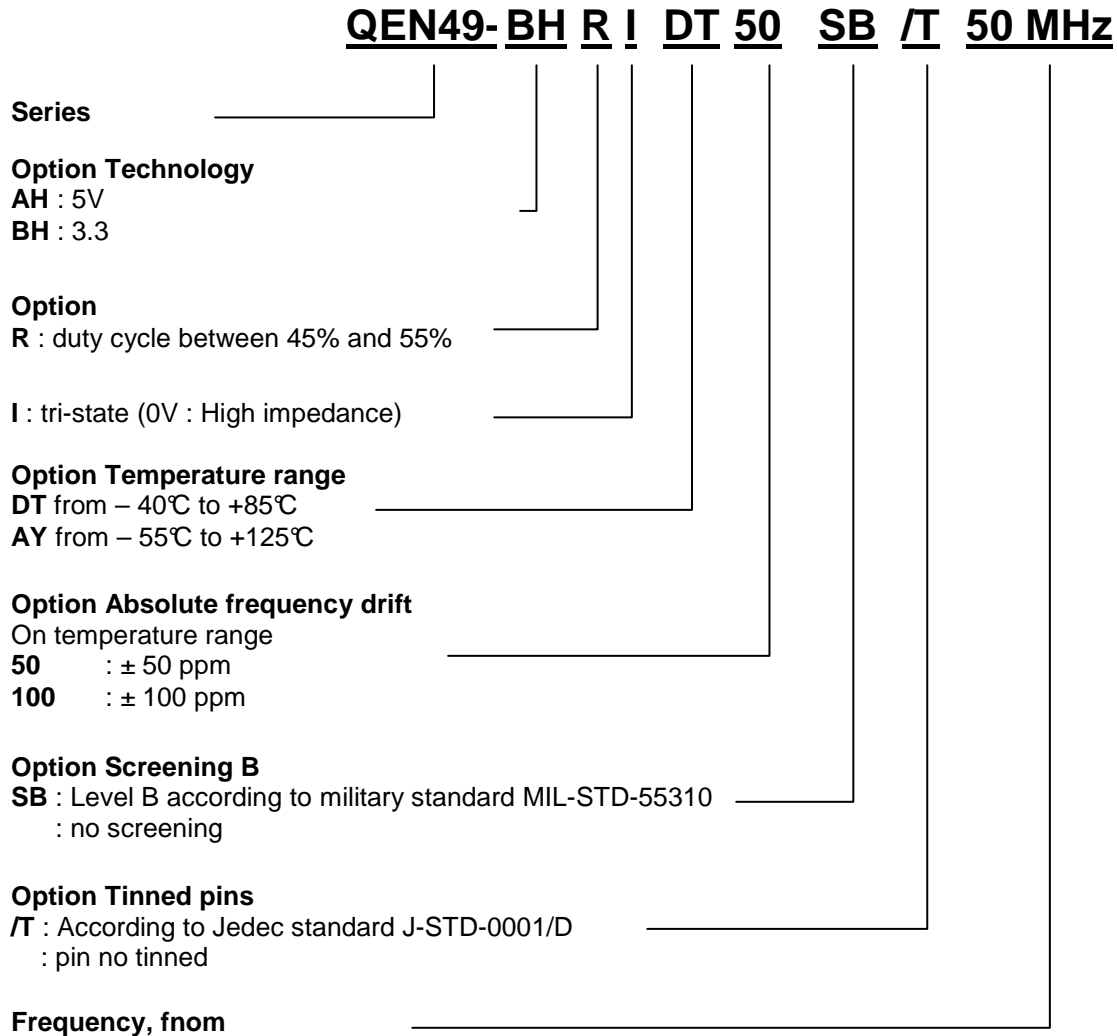 QEN49- BH R I DT 50 SB /T 50 MHz
Series
Option Technology
AH : 5V
BH : 3.3
Option
R : duty cycle between 45% and 55%
I : tri-state (0V : High impedance)
Option Temperature range
DT from – 40℃ to +85℃
AY from – 55℃ to +125℃
Option Absolute frequency drift
On temperature range
50 : ± 50 ppm
100 : ± 100 ppm
Option Screening B
SB : Level B according to military standard MIL-STD-55310
: no screening
Option Tinned pins
/T : According to Jedec standard J-STD-0001/D
: pin no tinned
Frequency, fnom